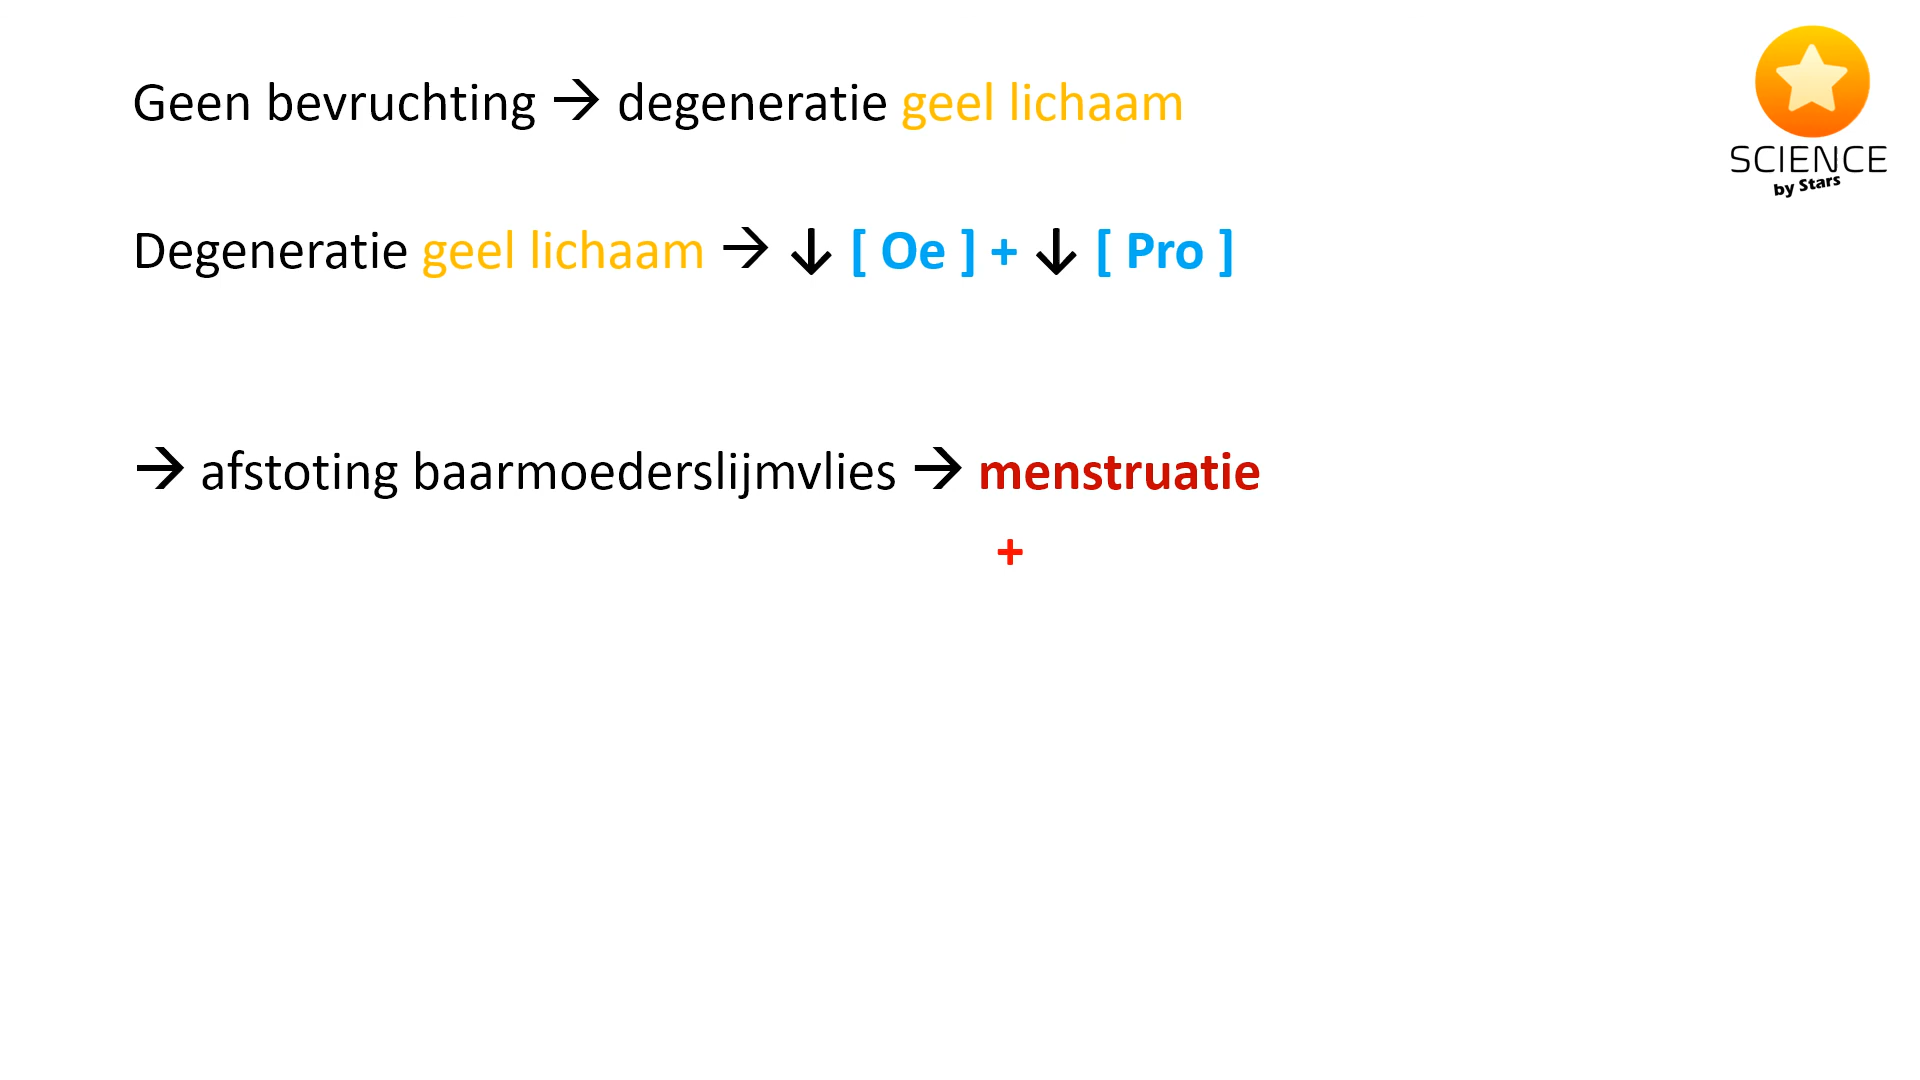 Geen bevruchting → degeneratie geel lichaam
SCIENCE
by Stars
Degeneratie geel lichaam → ↓ [ Oe ] + ↓ [ Pro ]
→ afstoting baarmoederslijmvlies → menstruatie
+